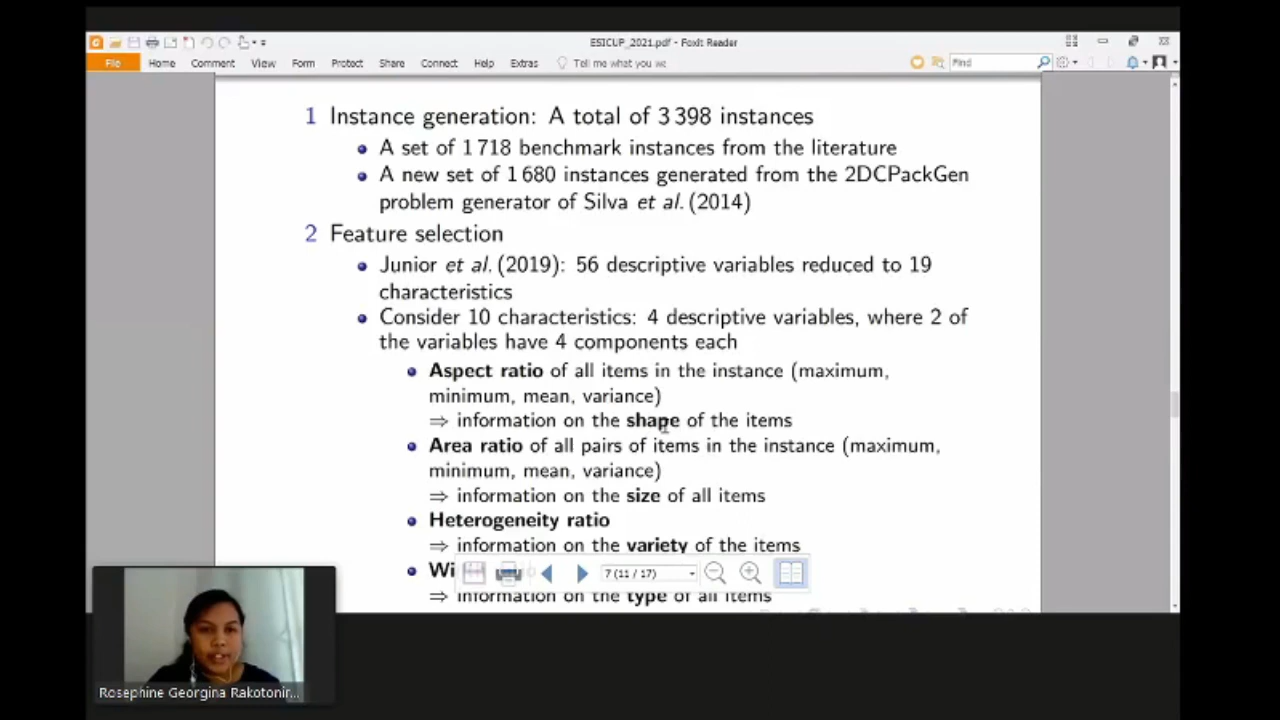 ESICUP_2021.pdf - Foxit Reader
File Home Comment View Form Protect Share Connect Help Extras Tell me what you we Find
1 Instance generation: A total of 3 398 instances
• A set of 1 718 benchmark instances from the literature
• A new set of 1 680 instances generated from the 2DCPackGen
problem generator of Silva et al. (2014)
2 Feature selection
• Junior et al. (2019): 56 descriptive variables reduced to 19
characteristics
• Consider 10 characteristics: 4 descriptive variables, where 2 of
the variables have 4 components each
• Aspect ratio of all items in the instance (maximum,
minimum, mean, variance)
⇒ information on the shape of the items
• Area ratio of all pairs of items in the instance (maximum,
minimum, mean, variance)
⇒ information on the size of all items
• Heterogeneity ratio
⇒ information on the variety of the items
• Wi
7 (11 / 17)
⇒ information on the type of all items
Rosephine Georgina Rakotonir...